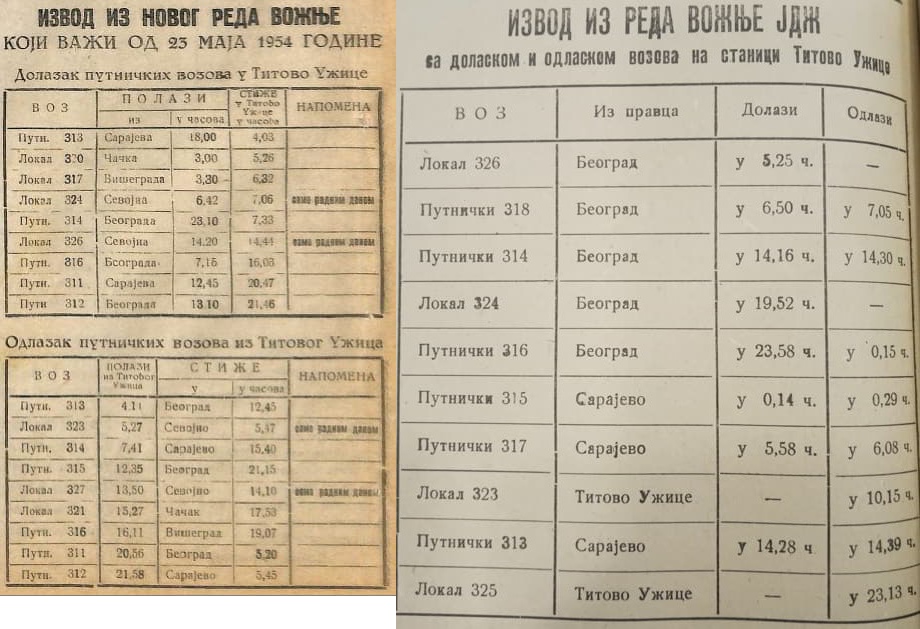 ИЗВОД ИЗ НОВОГ РЕДА ВОЖЊЕ
КОЈИ ВАЖИ ОД 23 МАЈА 1954 ГОДИНЕ
Долазак путничких возова у Титово Ужице
ВОЗ ПОЛАЗИ СТИЖЕ у Титово Ужице у часова НАПОМЕНА
из у часова
Путн. 313 Сарајева 18,00 4,03
Локал 320 Чачка 3,00 5,26
Локал 317 Вишеграда 3,30 6,32
Локал 324 Севојна 6,42 7,06 само радним даном
Путн. 314 Београда 23,10 7,33
Локал 326 Севојна 14.20 14,44 само радним даном
Путн. 316 Београда 7,15 16,03
Путн. 311 Сарајева 12,45 20,47
Путн 312 Београда 13.10 21,46
Одлазак путничких возова из Титовог Ужица
ВОЗ ПОЛАЗИ из Титовог Ужица СТИЖЕ НАПОМЕНА
у у часова
Путн. 313 4.11 Београд 12,45
Локал 323 5,27 Севојно 5,47 само радним даном
Путн. 314 7,41 Сарајево 15,40
Путн. 315 12,35 Београд 21,15
Локал 327 13,50 Севојно 14,10 само радним даном
Локал 321 15,27 Чачак 17,53
Путн. 316 16,11 Вишеград 19,07
Путн. 311 20,56 Београд 5,20
Путн. 312 21,58 Сарајево 5,45
ИЗВОД ИЗ РЕДА ВОЖЊЕ ЈДЖ
са доласком и одласком возова на станици Титово Ужице
ВОЗ Из правца Долази Одлази
Локал 326 Београд у 5,25 ч. —
Путнички 318 Београд у 6,50 ч. у 7,05 ч.
Путнички 314 Београд у 14,16 ч. у 14,30 ч.
Локал 324 Београд у 19,52 ч. —
Путнички 316 Београд у 23,58 ч. у 0,15 ч.
Путнички 315 Сарајево у 0,14 ч. у 0,29 ч.
Путнички 317 Сарајево у 5,58 ч. у 6,08 ч.
Локал 323 Титово Ужице — у 10,15 ч.
Путнички 313 Сарајево у 14,28 ч у 14,39 ч.
Локал 325 Титово Ужице — у 23,13 ч.